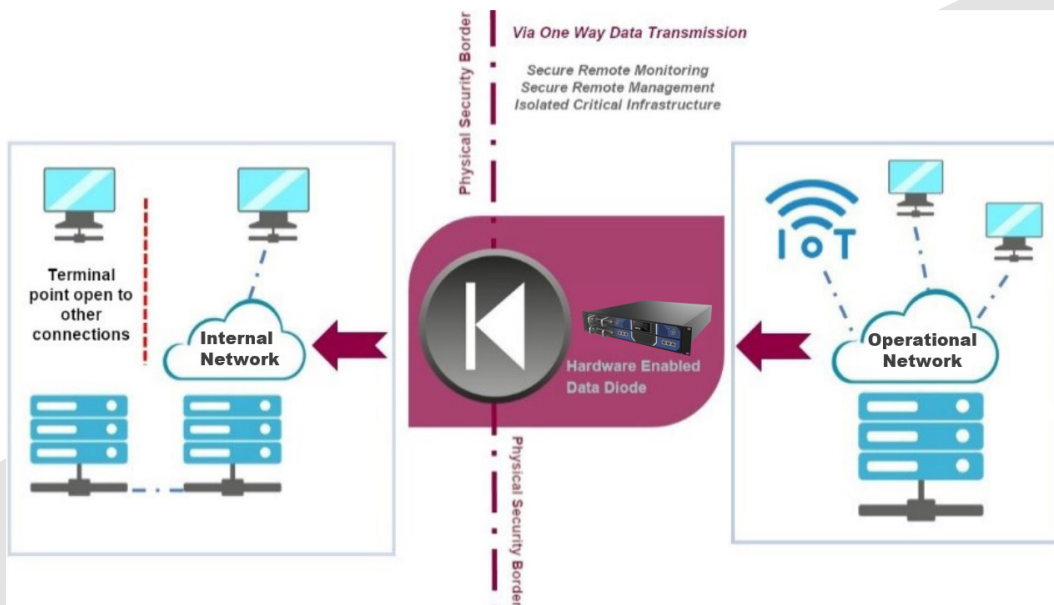 Physical Security Border
Via One Way Data Transmission
Secure Remote Monitoring
Secure Remote Management
Isolated Critical Infrastructure
Terminal
point open to
other
connections
Internal
Network
Hardware Enabled
Data Diode
IoT
Operational
Network
Physical Security Border